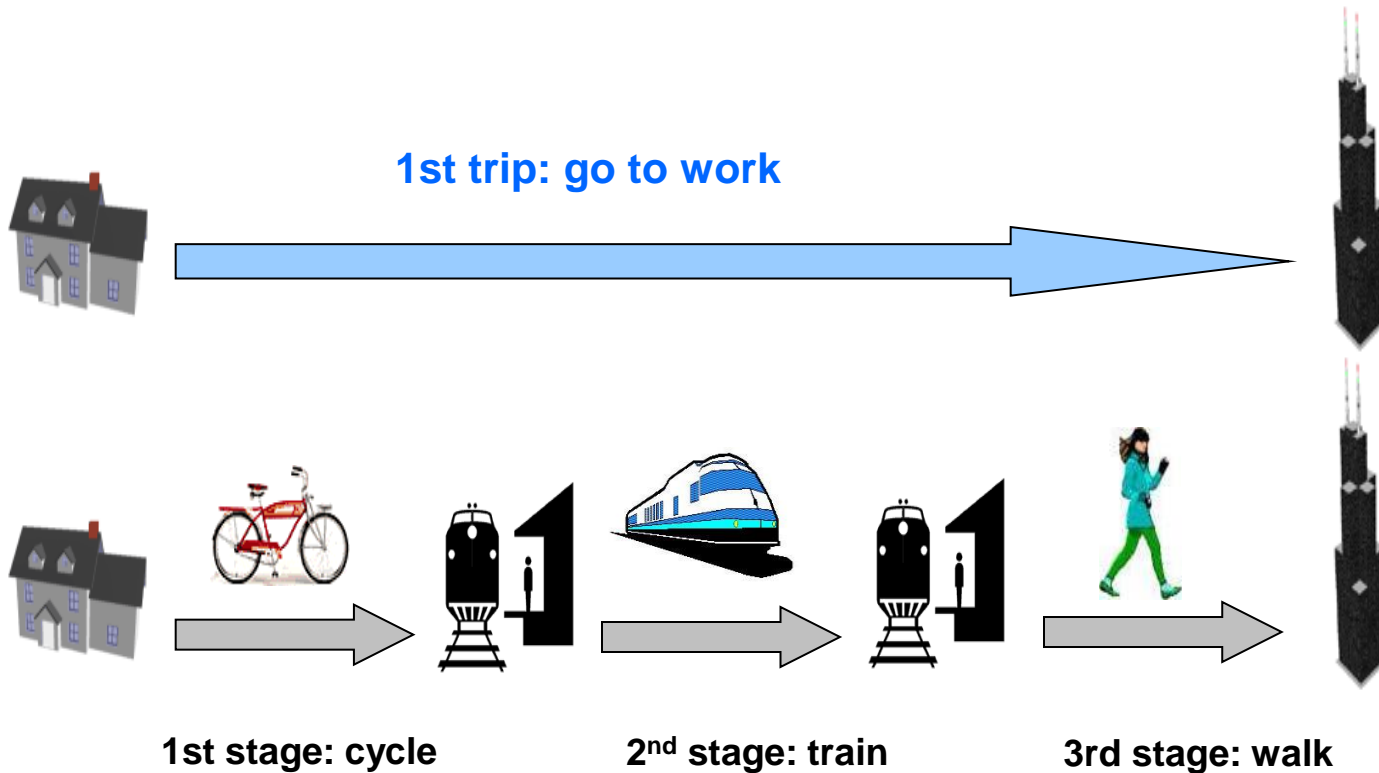 1st trip: go to work
1st stage: cycle
2nd stage: train
3rd stage: walk